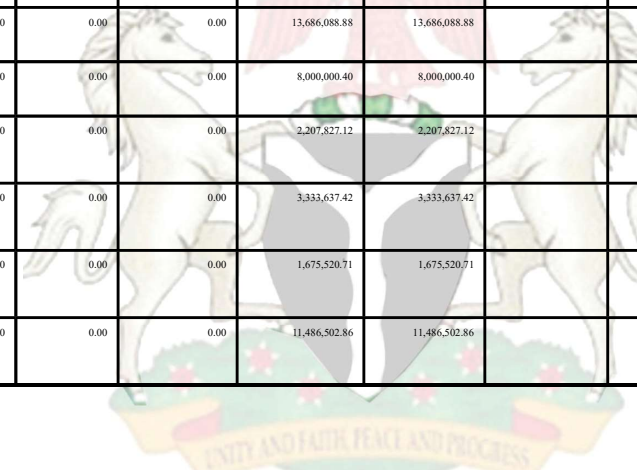 0 0.00 0.00 13,686,088.88 13,686,088.88
0 0.00 0.00 8,000,000.40 8,000,000.40
0 0.00 0.00 2,207,827.12 2,207,827.12
0 0.00 0.00 3,333,637.42 3,333,637.42
0 0.00 0.00 1,675,520.71 1,675,520.71
0 0.00 0.00 11,486,502.86 11,486,502.86
UNITY AND FAITH, PEACE AND PROGRESS